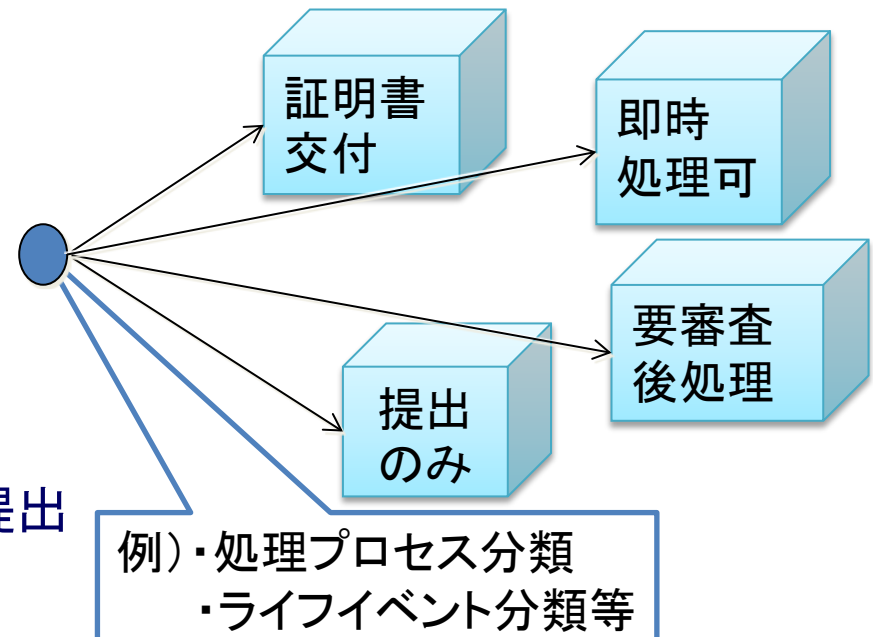 証明書
交付
即時
処理可
要審査
後処理
提出
のみ
提出
例）・処理プロセス分類
・ライフイベント分類等